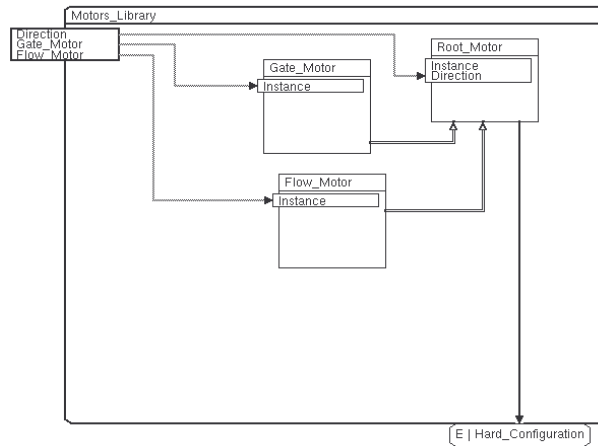 Motors_Library
Direction
Gate_Motor
Flow_Motor
Root_Motor
Instance
Direction
Gate_Motor
Instance
Flow_Motor
Instance
E | Hard_Configuration